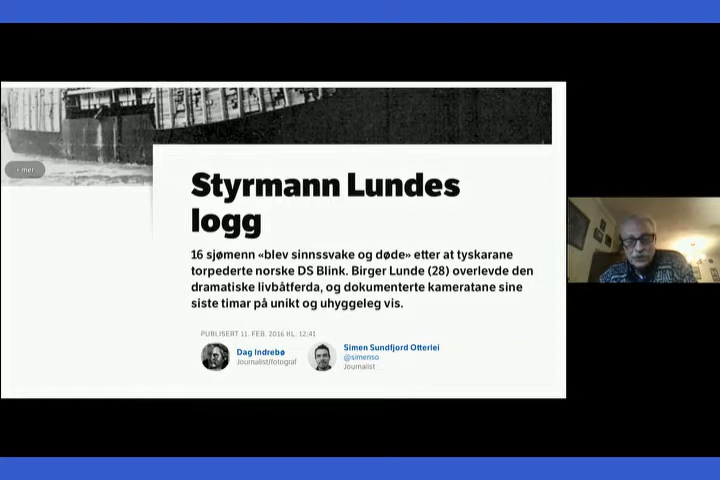 + mer
Styrmann Lundes
logg
16 sjømenn «blev sinnssvake og døde» etter at tyskarane
torpederte norske DS Blink. Birger Lunde (28) overlevde den
dramatiske livbåtferda, og dokumenterte kameratane sine
siste timar på unikt og uhyggeleg vis.
PUBLISERT 11. FEB. 2016 KL. 12:41
Dag Indrebø
Journalist/fotograf
Simen Sundfjord Otterlei
@simenso
Journalist